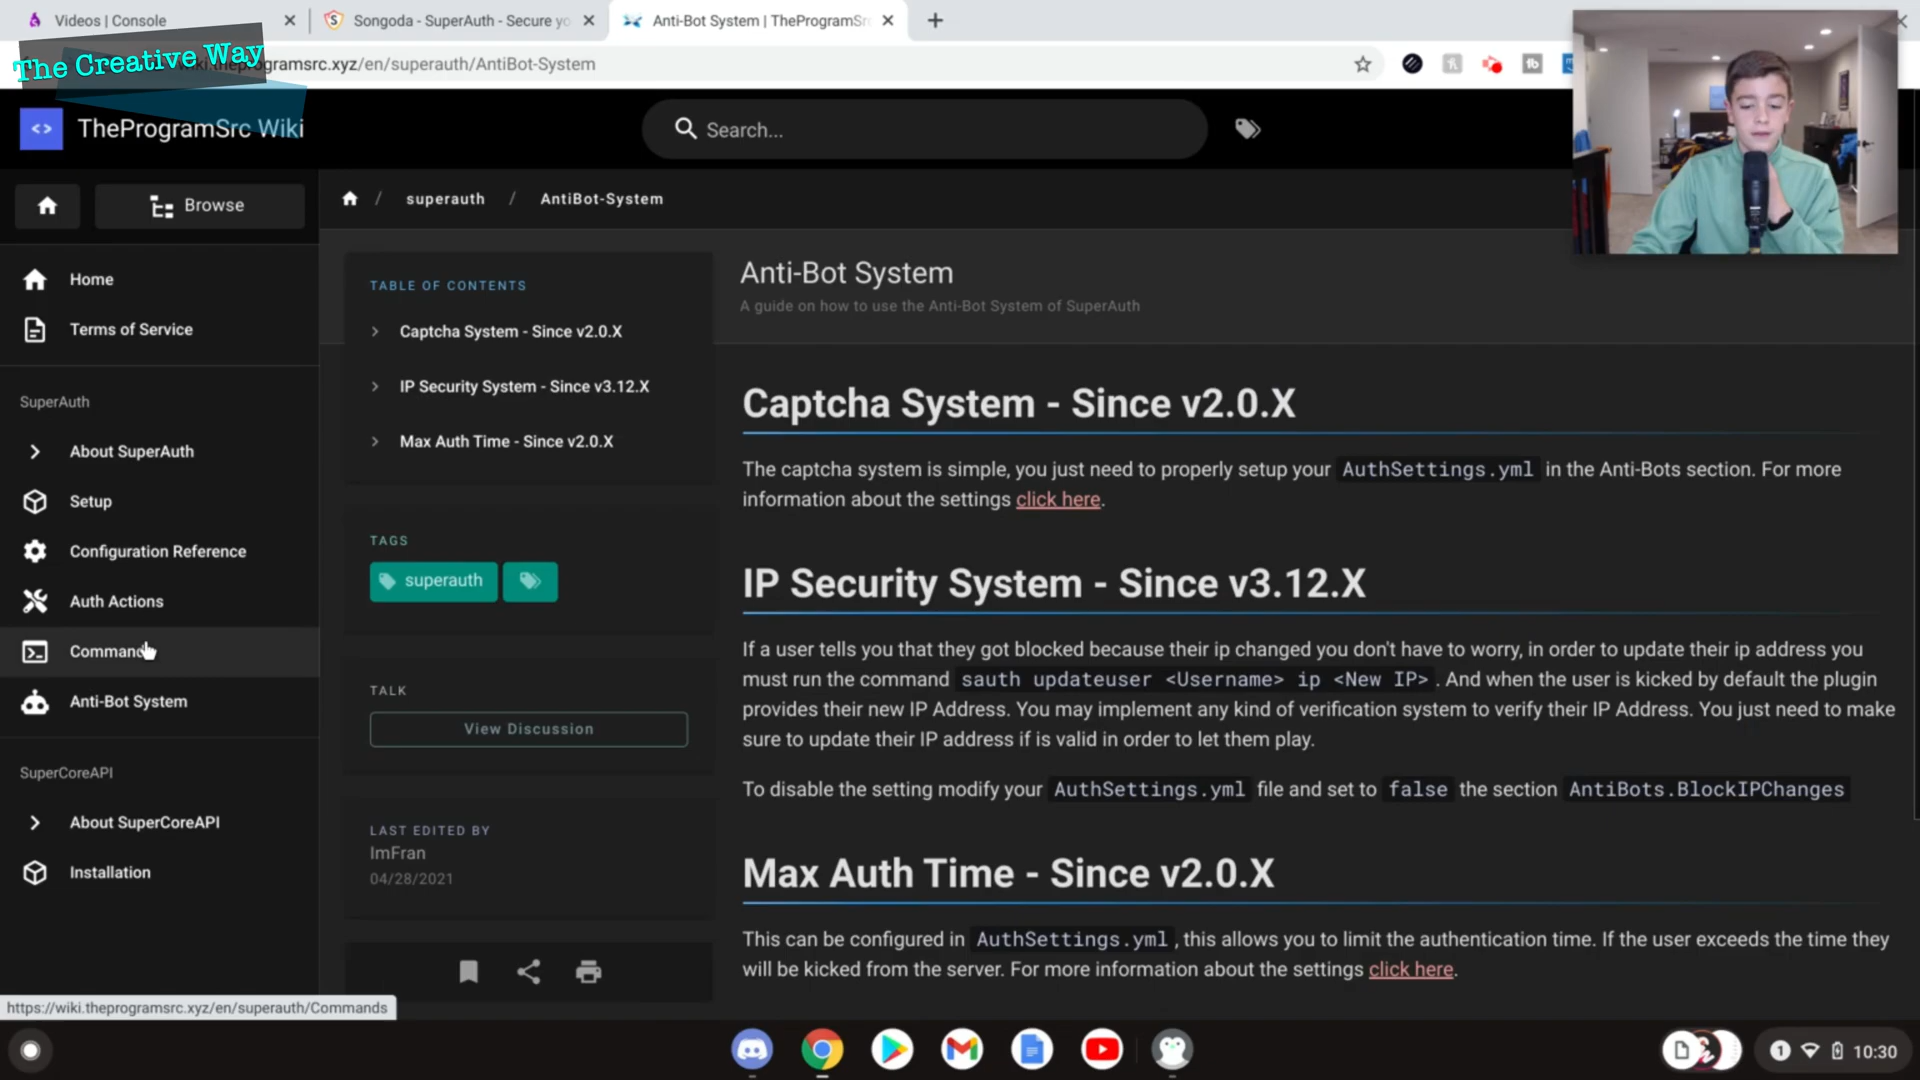 Videos | Console
Songoda - SuperAuth - Secure yo
Anti-Bot System | TheProgramSr
The Creative Way
wiki.theprogramsrc.xyz/en/superauth/AntiBot-System
<> TheProgramSrc Wiki
Search...
Browse
/ superauth / AntiBot-System
Home
Terms of Service
SuperAuth
About SuperAuth
Setup
Configuration Reference
Auth Actions
Command
Anti-Bot System
SuperCoreAPI
About SuperCoreAPI
Installation
https://wiki.theprogramsrc.xyz/en/superauth/Commands
TABLE OF CONTENTS
Captcha System - Since v2.0.X
IP Security System - Since v3.12.X
Max Auth Time - Since v2.0.X
TAGS
superauth
TALK
View Discussion
LAST EDITED BY
ImFran
04/28/2021
Anti-Bot System
A guide on how to use the Anti-Bot System of SuperAuth
Captcha System - Since v2.0.X
The captcha system is simple, you just need to properly setup your AuthSettings.yml in the Anti-Bots section. For more
information about the settings click here.
IP Security System - Since v3.12.X
If a user tells you that they got blocked because their ip changed you don't have to worry, in order to update their ip address you
must run the command sauth updateuser <Username> ip <New IP>. And when the user is kicked by default the plugin
provides their new IP Address. You may implement any kind of verification system to verify their IP Address. You just need to make
sure to update their IP address if is valid in order to let them play.
To disable the setting modify your AuthSettings.yml file and set to false the section AntiBots.BlockIPChanges
Max Auth Time - Since v2.0.X
This can be configured in AuthSettings.yml, this allows you to limit the authentication time. If the user exceeds the time they
will be kicked from the server. For more information about the settings click here.
1
10:30